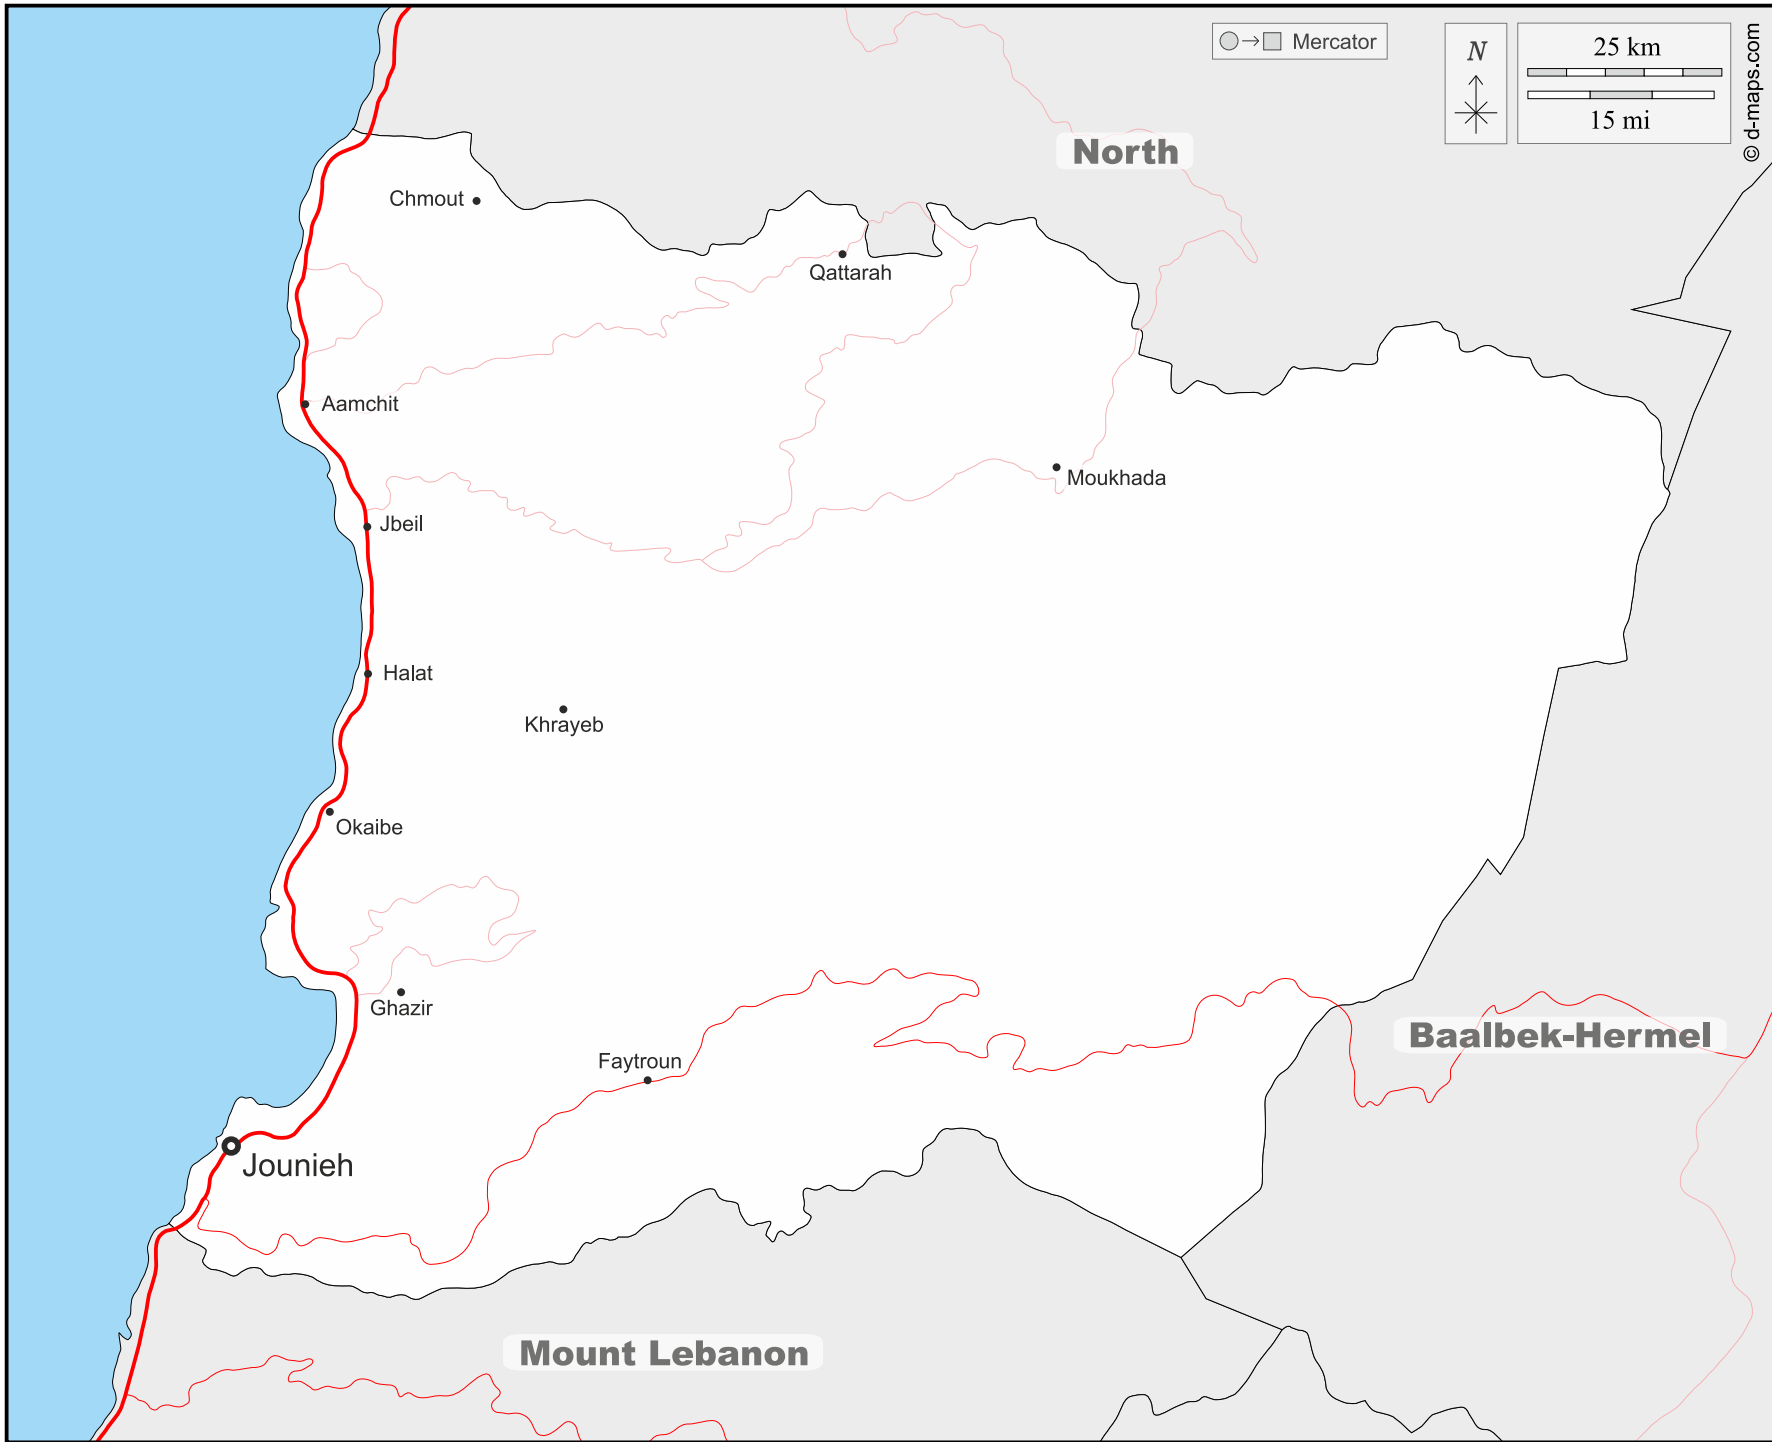 Mercator
N
25 km
15 mi
© d-maps.com
North
Chmout
Qattarah
Aamchit
Moukhada
Jbeil
Halat
Khrayeb
Okaibe
Ghazir
Baalbek-Hermel
Faytroun
Jounieh
Mount Lebanon